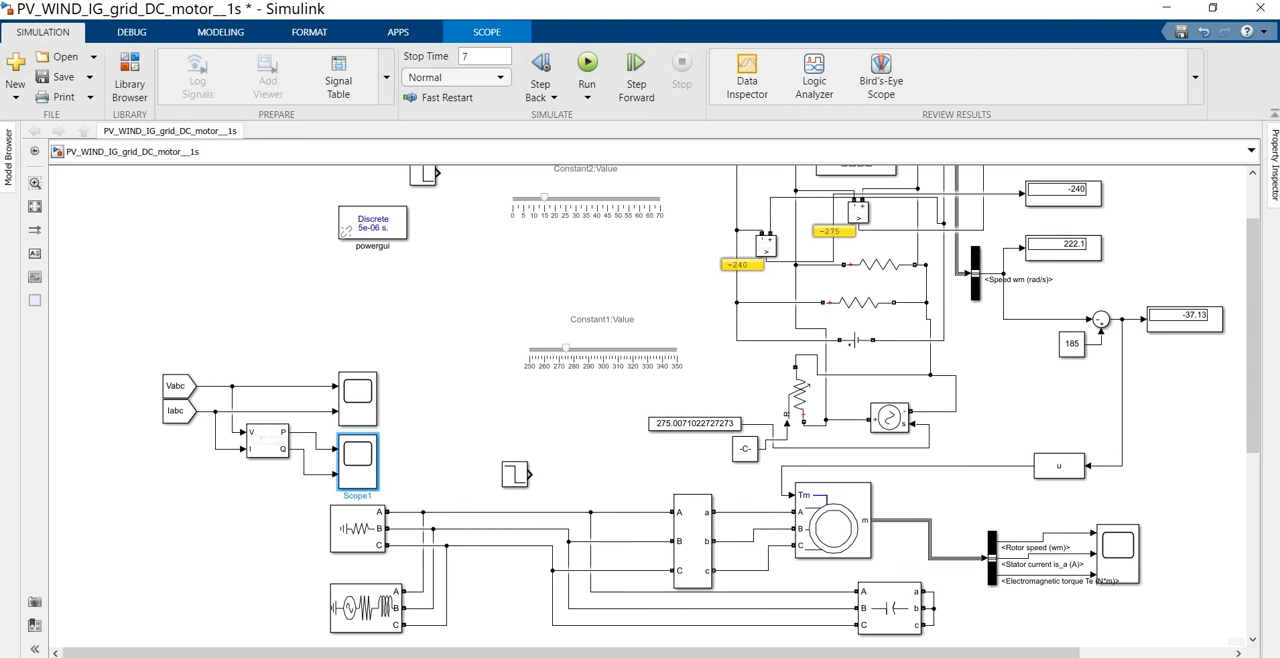 PV_WIND_IG_grid_DC_motor__1s * - Simulink
SIMULATION
DEBUG
MODELING
FORMAT
APPS
SCOPE
New
Open
Save
Print
FILE
Library
Browser
LIBRARY
Log
Signals
Add
Viewer
Signal
Table
PREPARE
Stop Time 7
Normal
Fast Restart
Step
Back
Run
Step
Forward
Stop
SIMULATE
Data
Inspector
Logic
Analyzer
Bird's-Eye
Scope
REVIEW RESULTS
PV_WIND_IG_grid_DC_motor__1s
PV_WIND_IG_grid_DC_motor__1s
Model Browser
Property Inspector
Discrete
5e-06 s.
powergui
Constant2:Value
0 5 10 15 20 25 30 35 40 45 50 55 60 65 70
Constant1:Value
250 260 270 280 290 300 310 320 330 340 350
-275
-240
-240
222.1
<Speed wm (rad/s)>
-37.13
185
275.0071022727273
-C-
R
s
u
Vabc
Iabc
V P
I Q
Scope1
A
B
C
A
B
C
A a
B b
C c
Tm
A
B
C
m
<Rotor speed (wm)>
<Stator current is_a (A)>
<Electromagnetic torque Te (N*m)>
A a
B b
C c